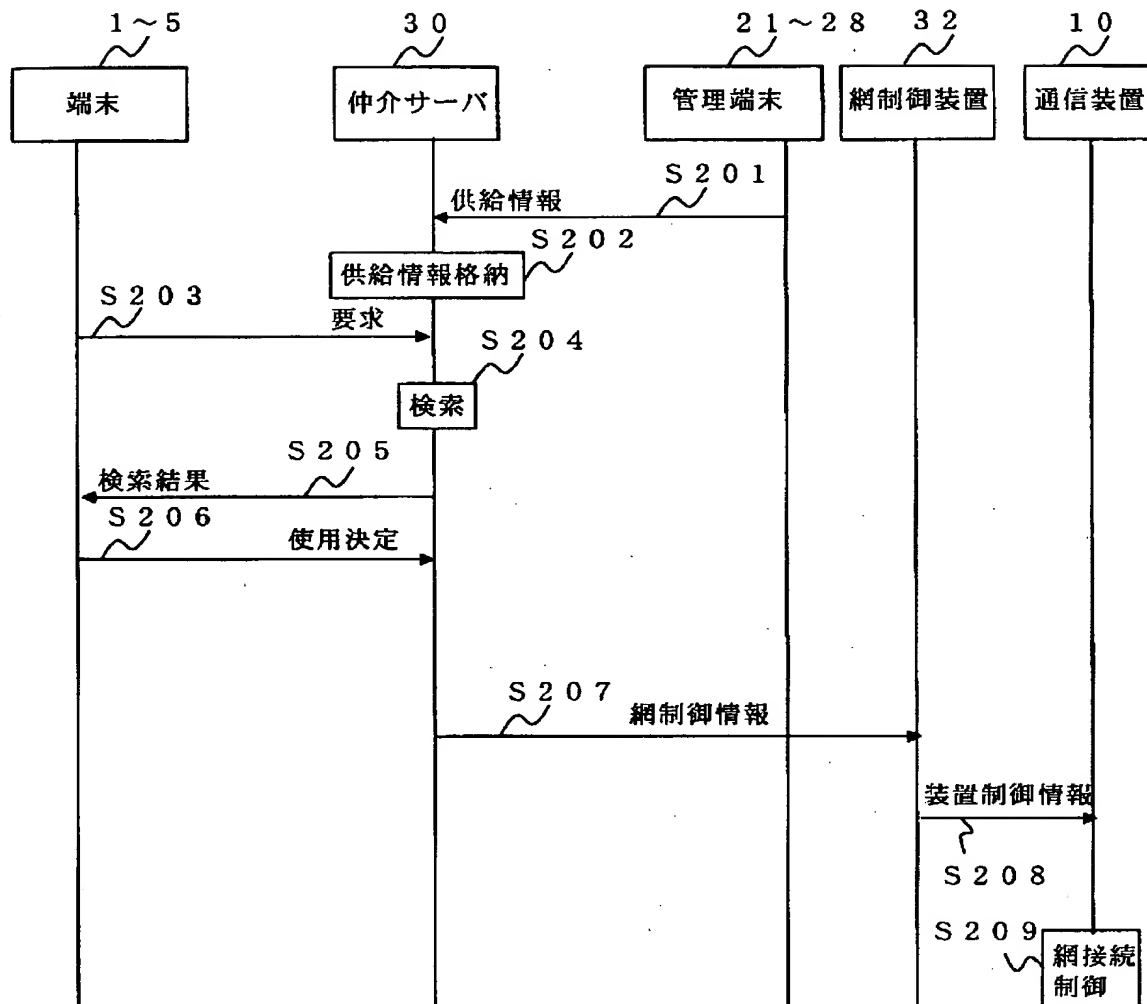 1～5
30
21～28
32
10
端末
仲介サーバ
管理端末
網制御装置
通信装置
S201
供給情報
S202
供給情報格納
S203
要求
S204
検索
S205
検索結果
S206
使用決定
S207
網制御情報
装置制御情報
S208
S209
網接続
制御